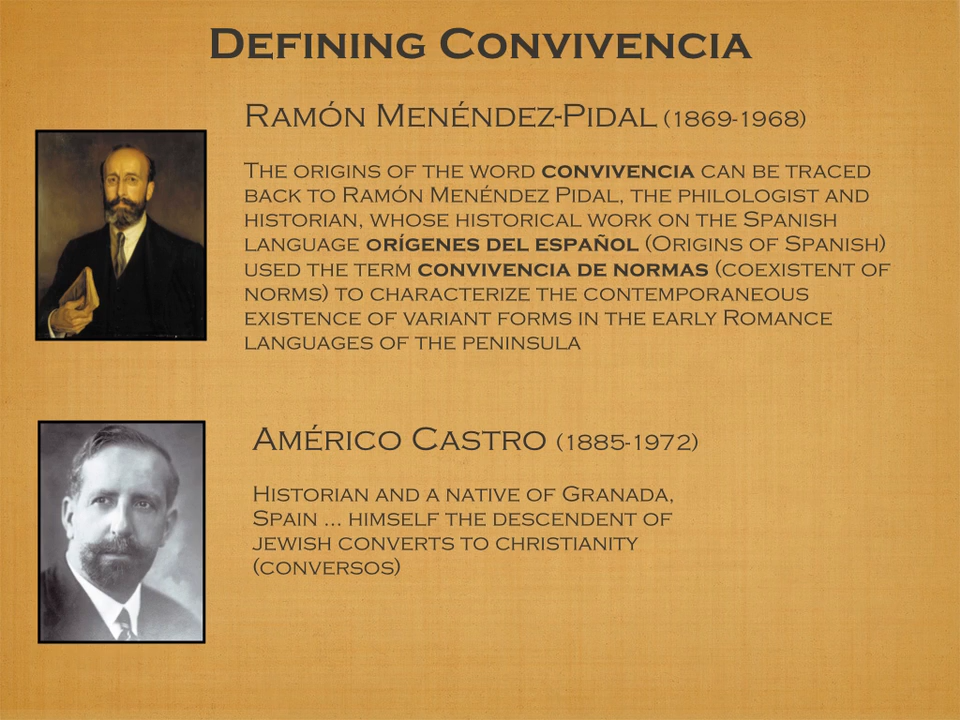 Defining Convivencia
Ramón Menéndez-Pidal (1869-1968)
The origins of the word convivencia can be traced
back to Ramón Menéndez Pidal, the philologist and
historian, whose historical work on the Spanish
language orígenes del español (Origins of Spanish)
used the term convivencia de normas (coexistent of
norms) to characterize the contemporaneous
existence of variant forms in the early Romance
languages of the peninsula
Américo Castro (1885-1972)
Historian and a native of Granada,
Spain ... himself the descendent of
jewish converts to christianity
(conversos)